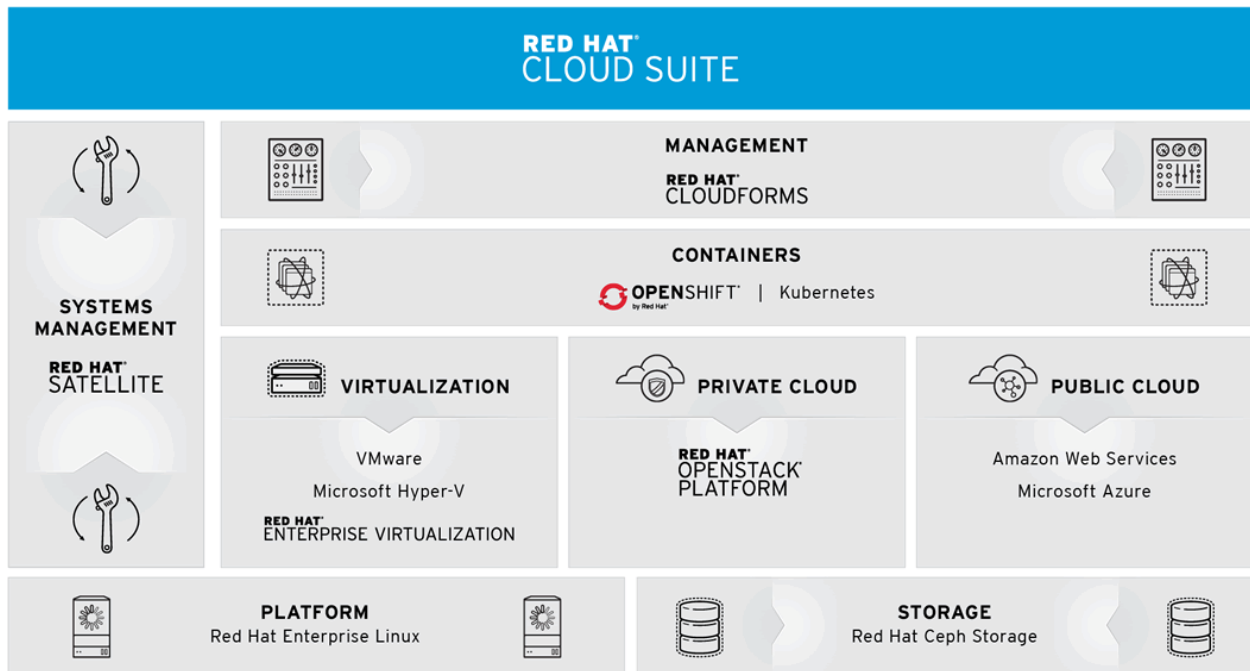 RED HAT®
CLOUD SUITE
SYSTEMS
MANAGEMENT
RED HAT®
SATELLITE
MANAGEMENT
RED HAT®
CLOUDFORMS
CONTAINERS
OPENSHIFT® | Kubernetes
by Red Hat®
VIRTUALIZATION
VMware
Microsoft Hyper-V
RED HAT®
ENTERPRISE VIRTUALIZATION
PRIVATE CLOUD
RED HAT®
OPENSTACK®
PLATFORM
PUBLIC CLOUD
Amazon Web Services
Microsoft Azure
PLATFORM
Red Hat Enterprise Linux
STORAGE
Red Hat Ceph Storage